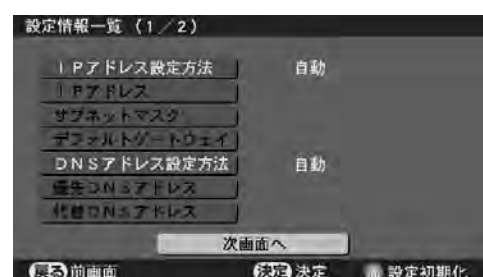 設定情報一覧（1／2）
IPアドレス設定方法 自動
IPアドレス
サブネットマスク
デフォルトゲートウェイ
DNSアドレス設定方法 自動
優先DNSアドレス
代替DNSアドレス
次画面へ
戻る 前画面 決定 決定 設定初期化